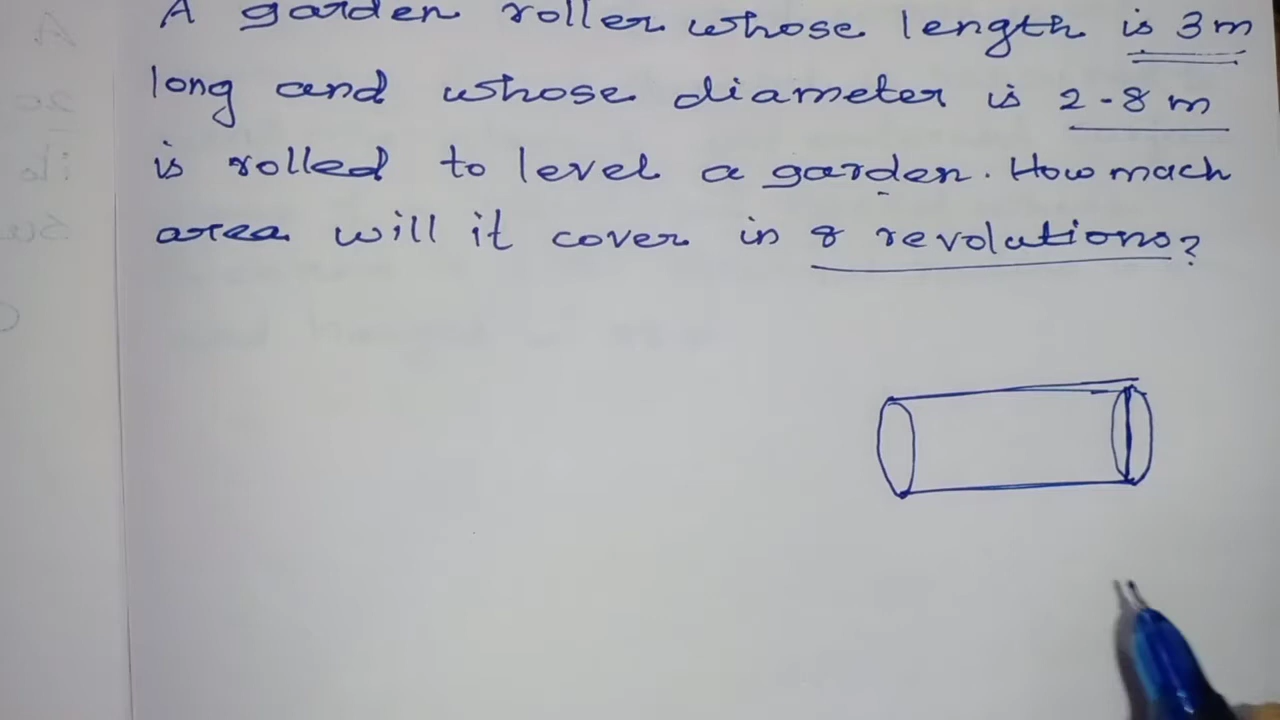 A garden roller whose length is 3m
long and whose diameter is 2-8 m
is rolled to level a garden. How mach
area will it cover in 8 revolutions?